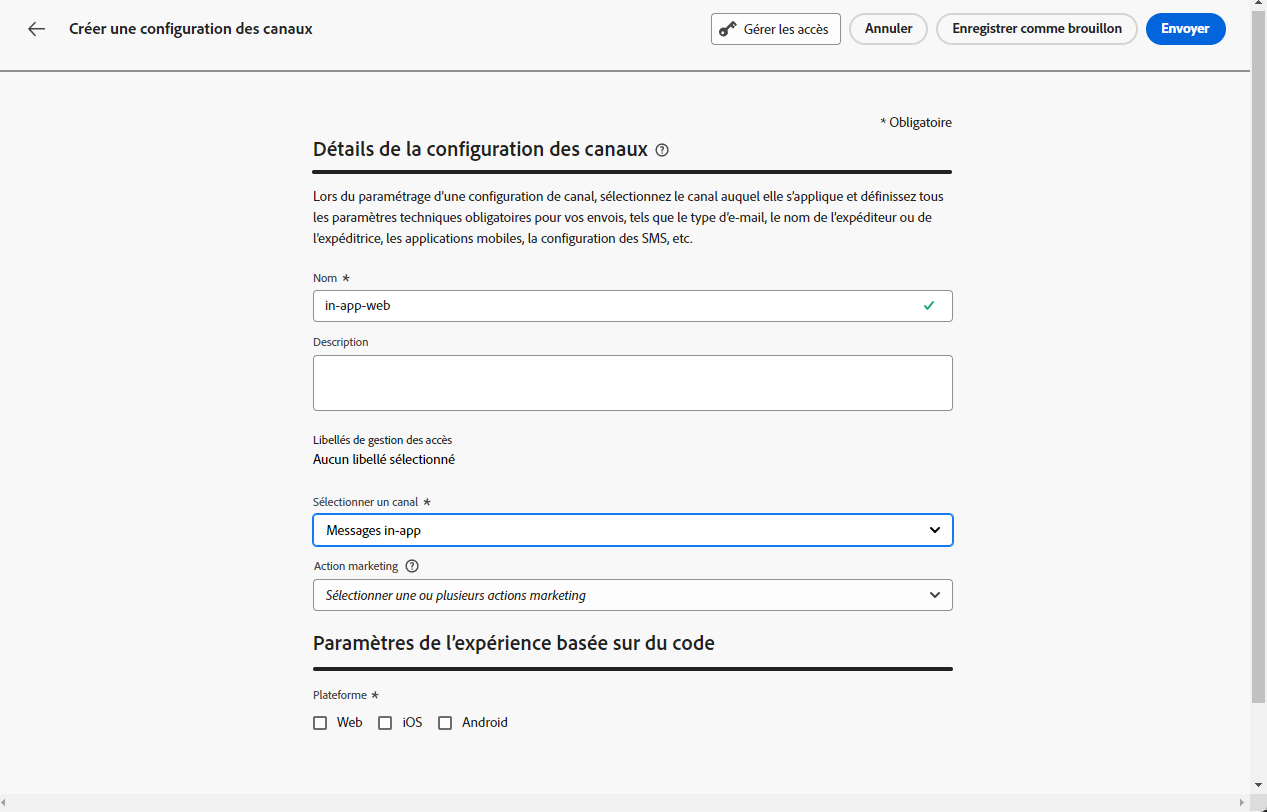 Créer une configuration des canaux
Gérer les accès
Annuler
Enregistrer comme brouillon
Envoyer
* Obligatoire
Détails de la configuration des canaux
Lors du paramétrage d’une configuration de canal, sélectionnez le canal auquel elle s’applique et définissez tous
les paramètres techniques obligatoires pour vos envois, tels que le type d’e-mail, le nom de l’expéditeur ou de
l’expéditrice, les applications mobiles, la configuration des SMS, etc.
Nom *
in-app-web
Description
Libellés de gestion des accès
Aucun libellé sélectionné
Sélectionner un canal *
Messages in-app
Action marketing
Sélectionner une ou plusieurs actions marketing
Paramètres de l’expérience basée sur du code
Plateforme *
Web iOS Android